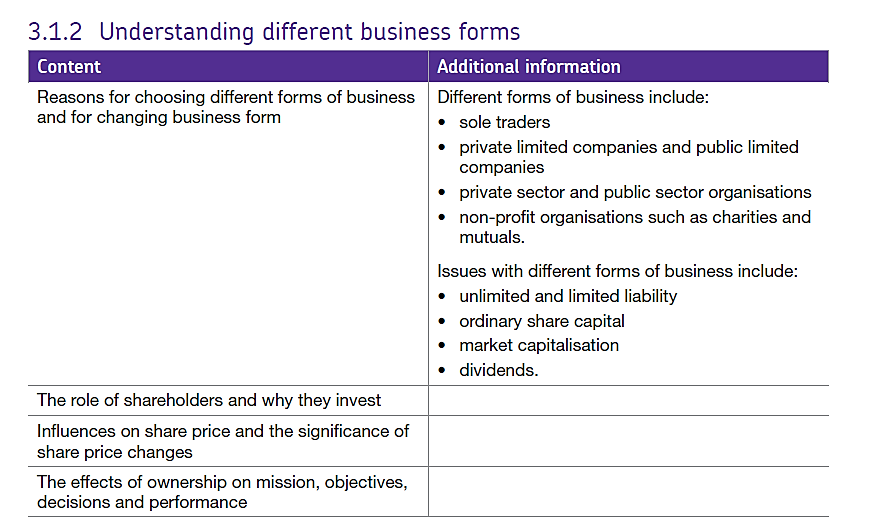 3.1.2 Understanding different business forms
Content
Additional information
Reasons for choosing different forms of business
and for changing business form
Different forms of business include:
• sole traders
• private limited companies and public limited
companies
• private sector and public sector organisations
• non-profit organisations such as charities and
mutuals.
Issues with different forms of business include:
• unlimited and limited liability
• ordinary share capital
• market capitalisation
• dividends.
The role of shareholders and why they invest
Influences on share price and the significance of
share price changes
The effects of ownership on mission, objectives,
decisions and performance